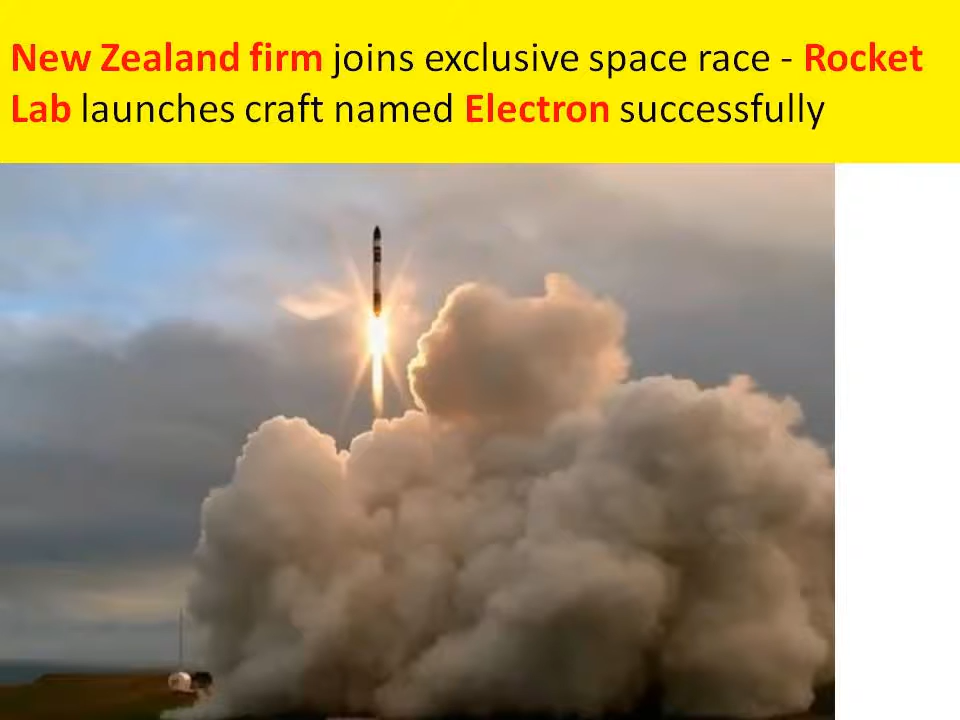 New Zealand firm joins exclusive space race - Rocket
Lab launches craft named Electron successfully